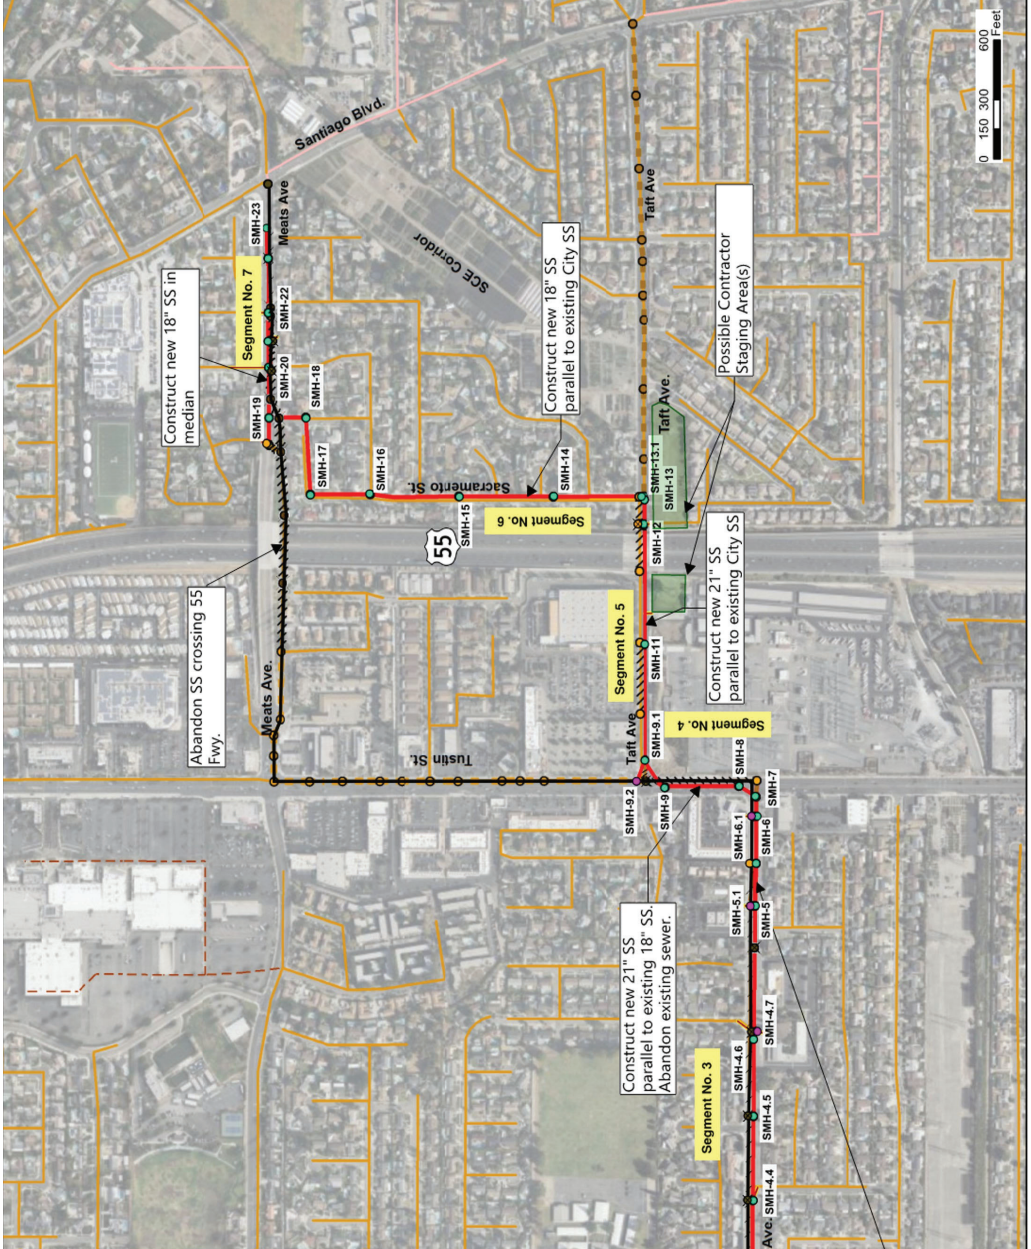 Santiago Blvd.
SMH-23
Meats Ave
SCE Corridor
Taft Ave
Construct new 18" SS in
median
Segment No. 7
SMH-22
SMH-20
SMH-19
SMH-18
SMH-17
SMH-16
SMH-15
SMH-14
Sacramento St.
Segment No. 6
Construct new 18" SS
parallel to existing City SS
Possible Contractor
Staging Area(s)
Taft Ave.
SMH-13.1
SMH-13
SMH-12
55
Abandon SS crossing 55
Fwy.
Meats Ave.
Segment No. 5
SMH-11
Construct new 21" SS
parallel to existing City SS
Taft Ave
SMH-9.1
Segment No. 4
Tustin St.
SMH-9.2
SMH-9
SMH-8
SMH-7
SMH-6.1
SMH-6
SMH-5.1
SMH-5
Construct new 21" SS
parallel to existing 18" SS.
Abandon existing sewer.
SMH-4.7
SMH-4.6
Segment No. 3
SMH-4.5
SMH-4.4
Ave.
0 150 300 600
Feet